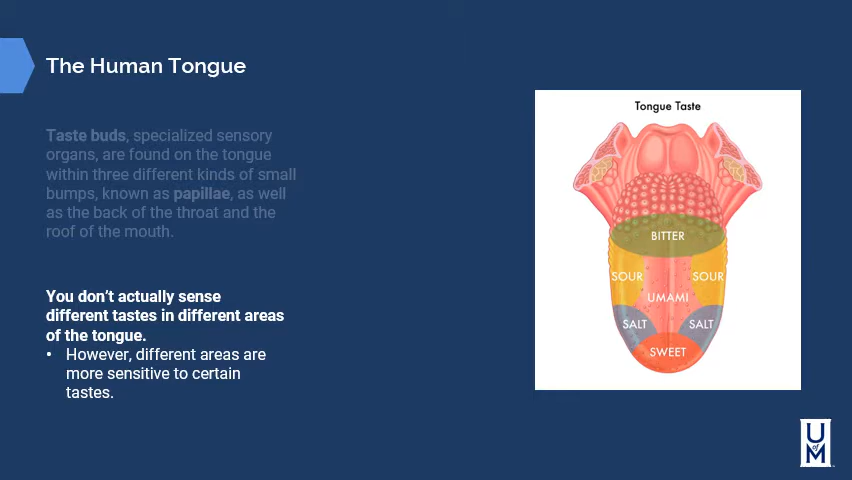 The Human Tongue
Taste buds, specialized sensory
organs, are found on the tongue
within three different kinds of small
bumps, known as papillae, as well
as the back of the throat and the
roof of the mouth.
You don’t actually sense
different tastes in different areas
of the tongue.
• However, different areas are
more sensitive to certain
tastes.
Tongue Taste
BITTER
SOUR SOUR
UMAMI
SALT SALT
SWEET
U
of
M